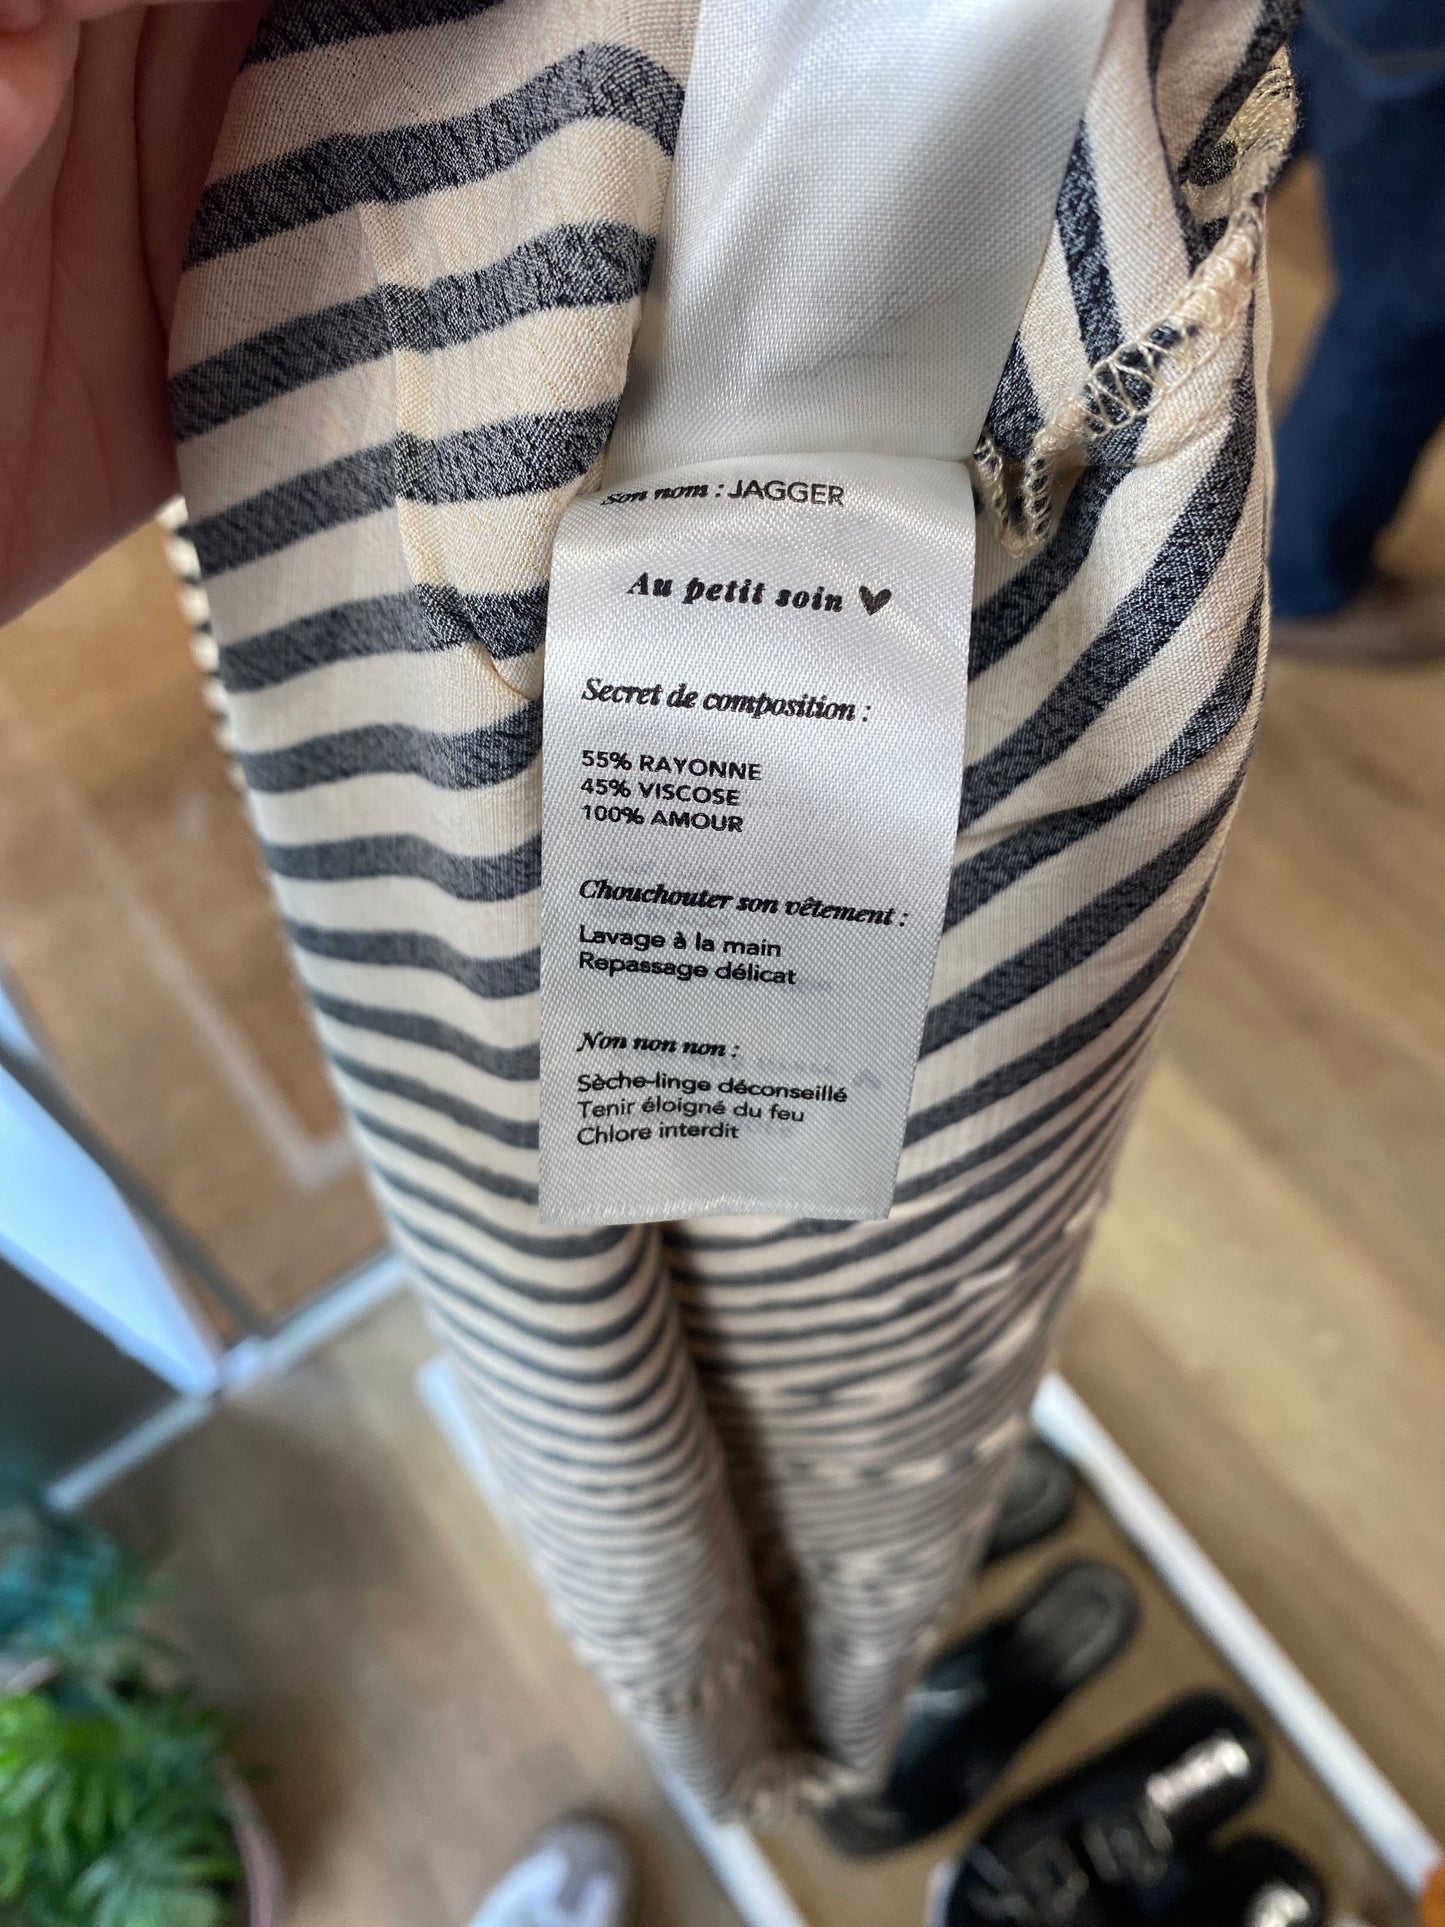 Son nom : JAGGER
Au petit soin
Secret de composition :
55% RAYONNE
45% VISCOSE
100% AMOUR
Chouchouter son vêtement :
Lavage à la main
Repassage délicat
Non non non :
Sèche-linge déconseillé
Tenir éloigné du feu
Chlore interdit